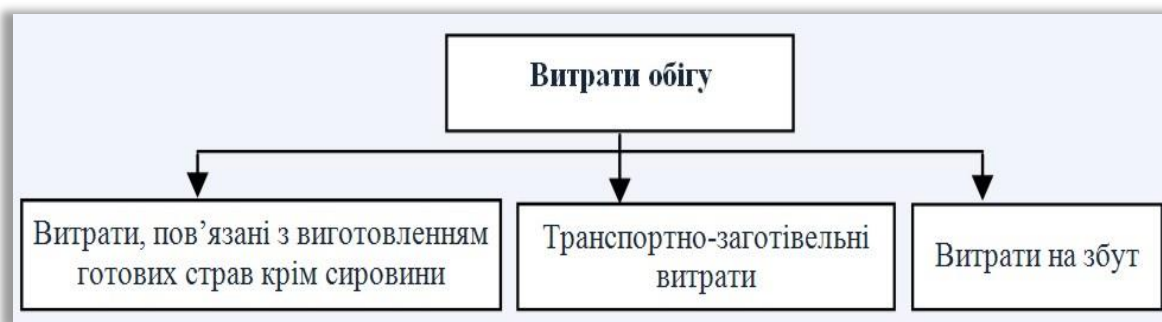 Витрати обігу
Витрати, пов’язані з виготовленням
готових страв крім сировини
Транспортно-заготівельні
витрати
Витрати на збут